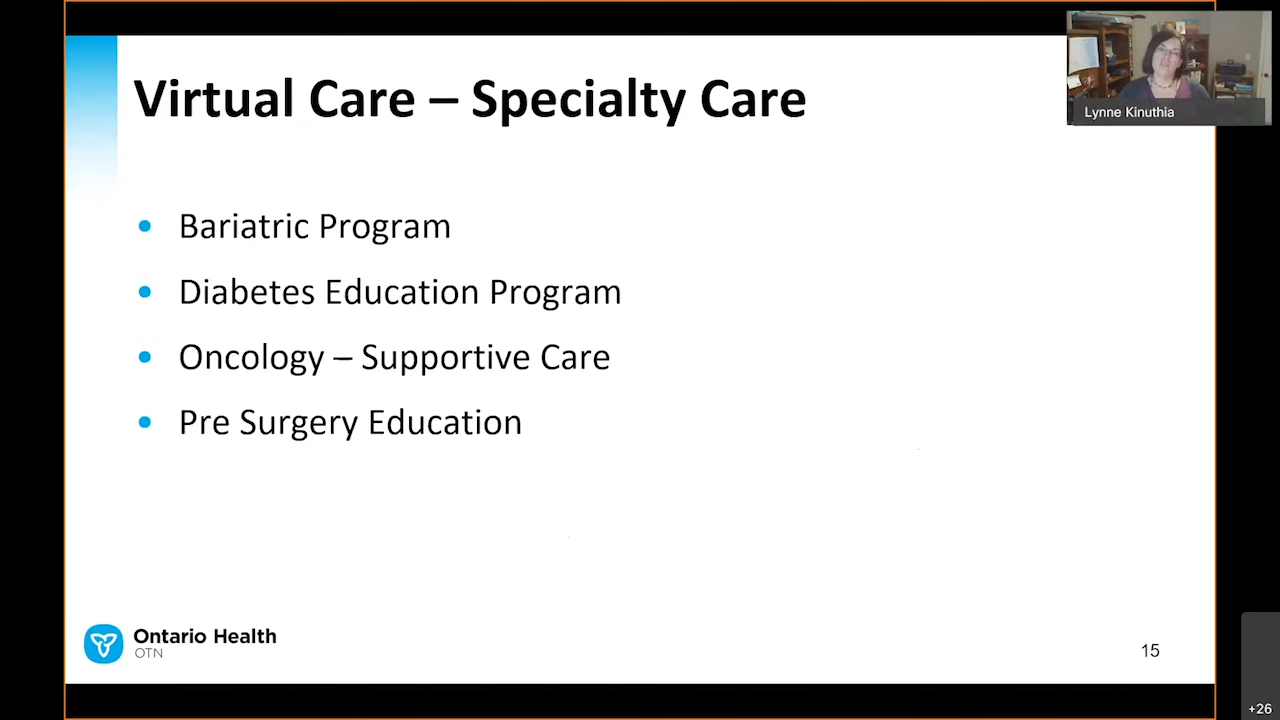 Virtual Care – Specialty Care
Lynne Kinuthia
• Bariatric Program
• Diabetes Education Program
• Oncology – Supportive Care
• Pre Surgery Education
Ontario Health
OTN
15
+26